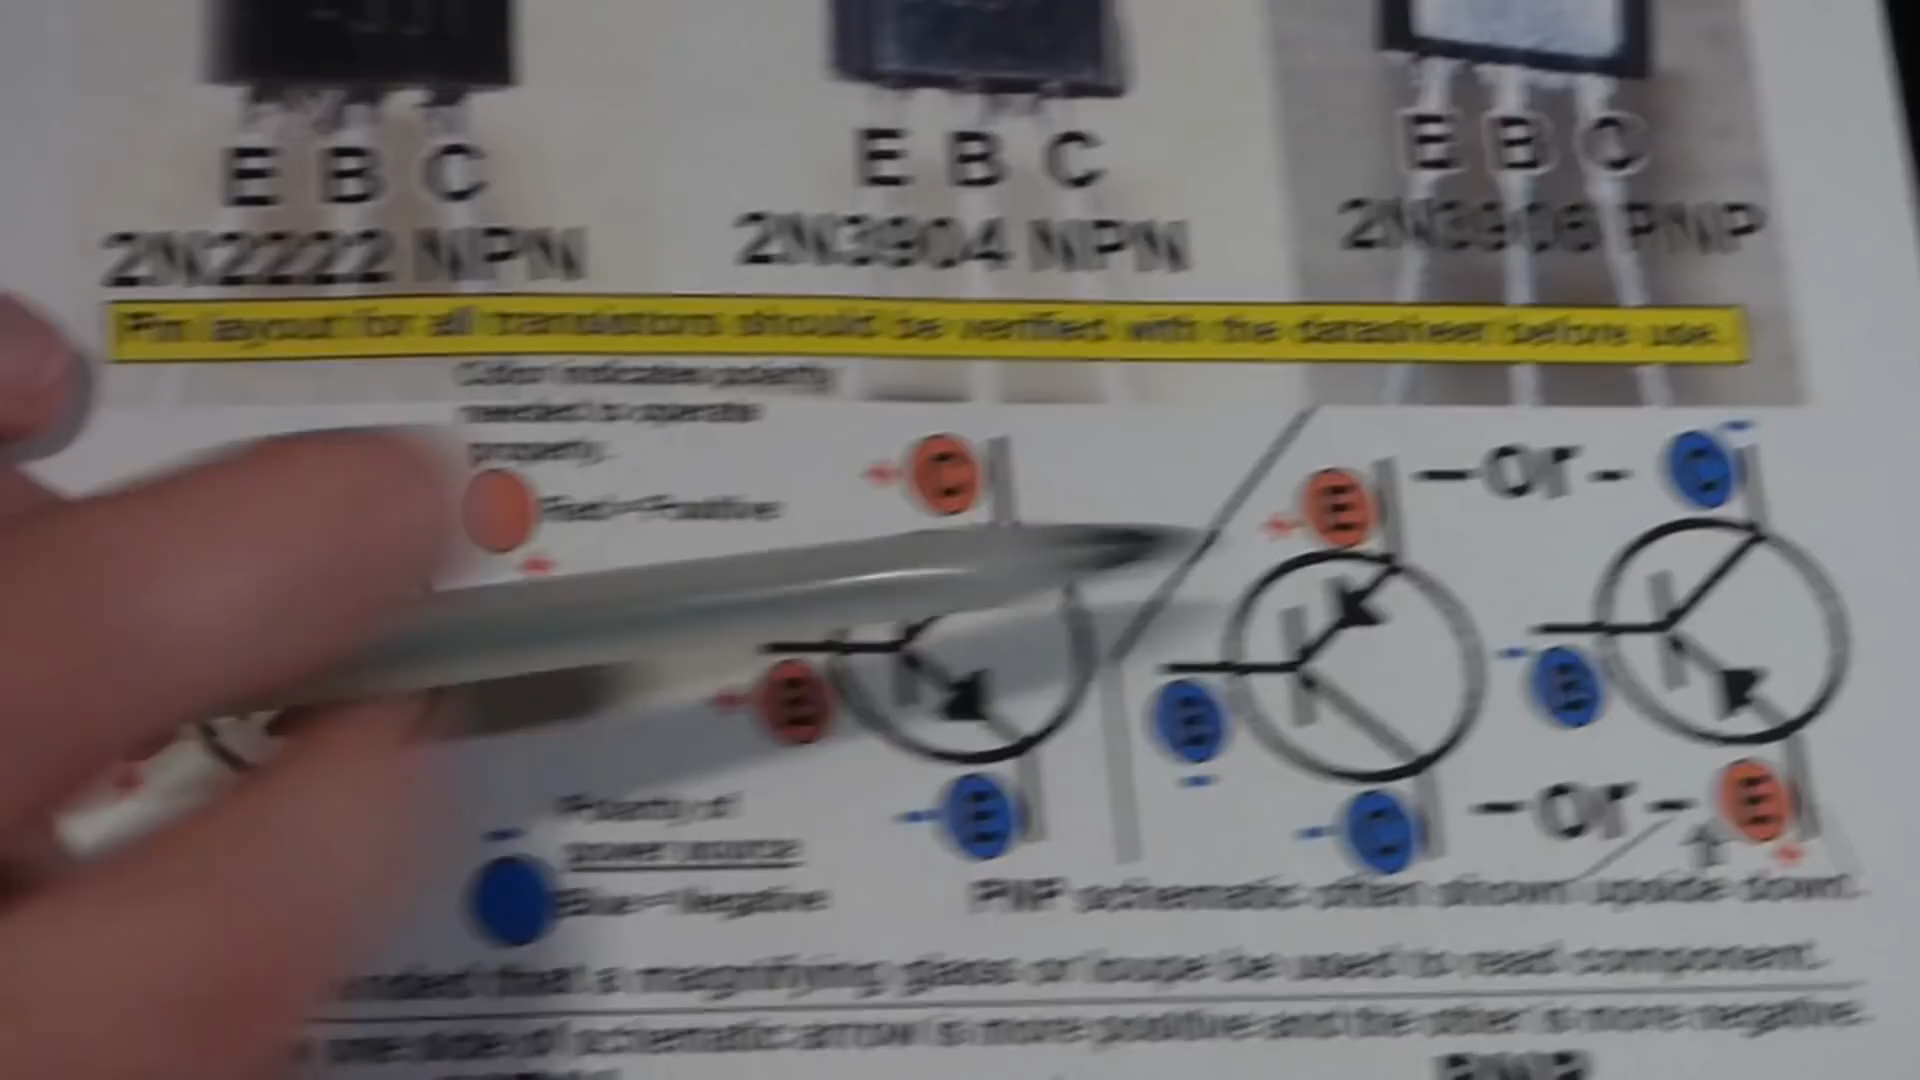 E B C
2N2222 NPN
E B C
2N3904 NPN
E B C
2N3906 PNP
Pin layout for all transistors should be verified with the datasheet before use.
Color indicates polarity
needed to operate
properly.
Red=Positive
+
Polarity of
power source
-
Blue=Negative
+ C
+ B
- E
+ E
B
-
- C
-Or-
-Or-
C -
- B
E
+
PNP schematic often shown upside down.
that a magnifying glass or loupe be used to read component.
one side of schematic arrow is more positive and the other is more negative.
PNP